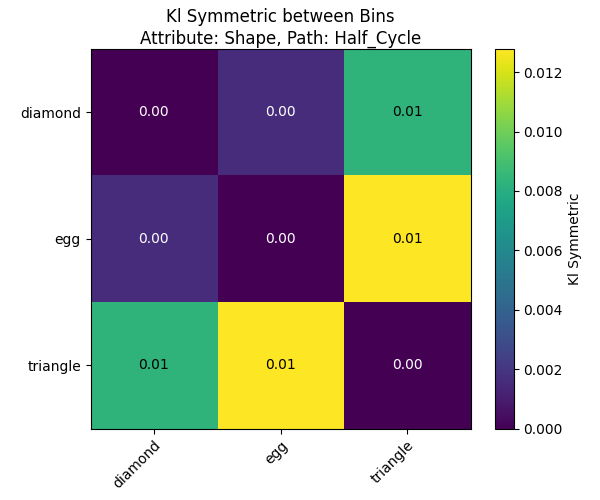 Kl Symmetric between Bins
Attribute: Shape, Path: Half_Cycle
diamond
0.00
0.00
0.01
egg
0.00
0.00
0.01
triangle
0.01
0.01
0.00
diamond
egg
triangle
0.012
0.010
0.008
0.006
0.004
0.002
0.000
Kl Symmetric